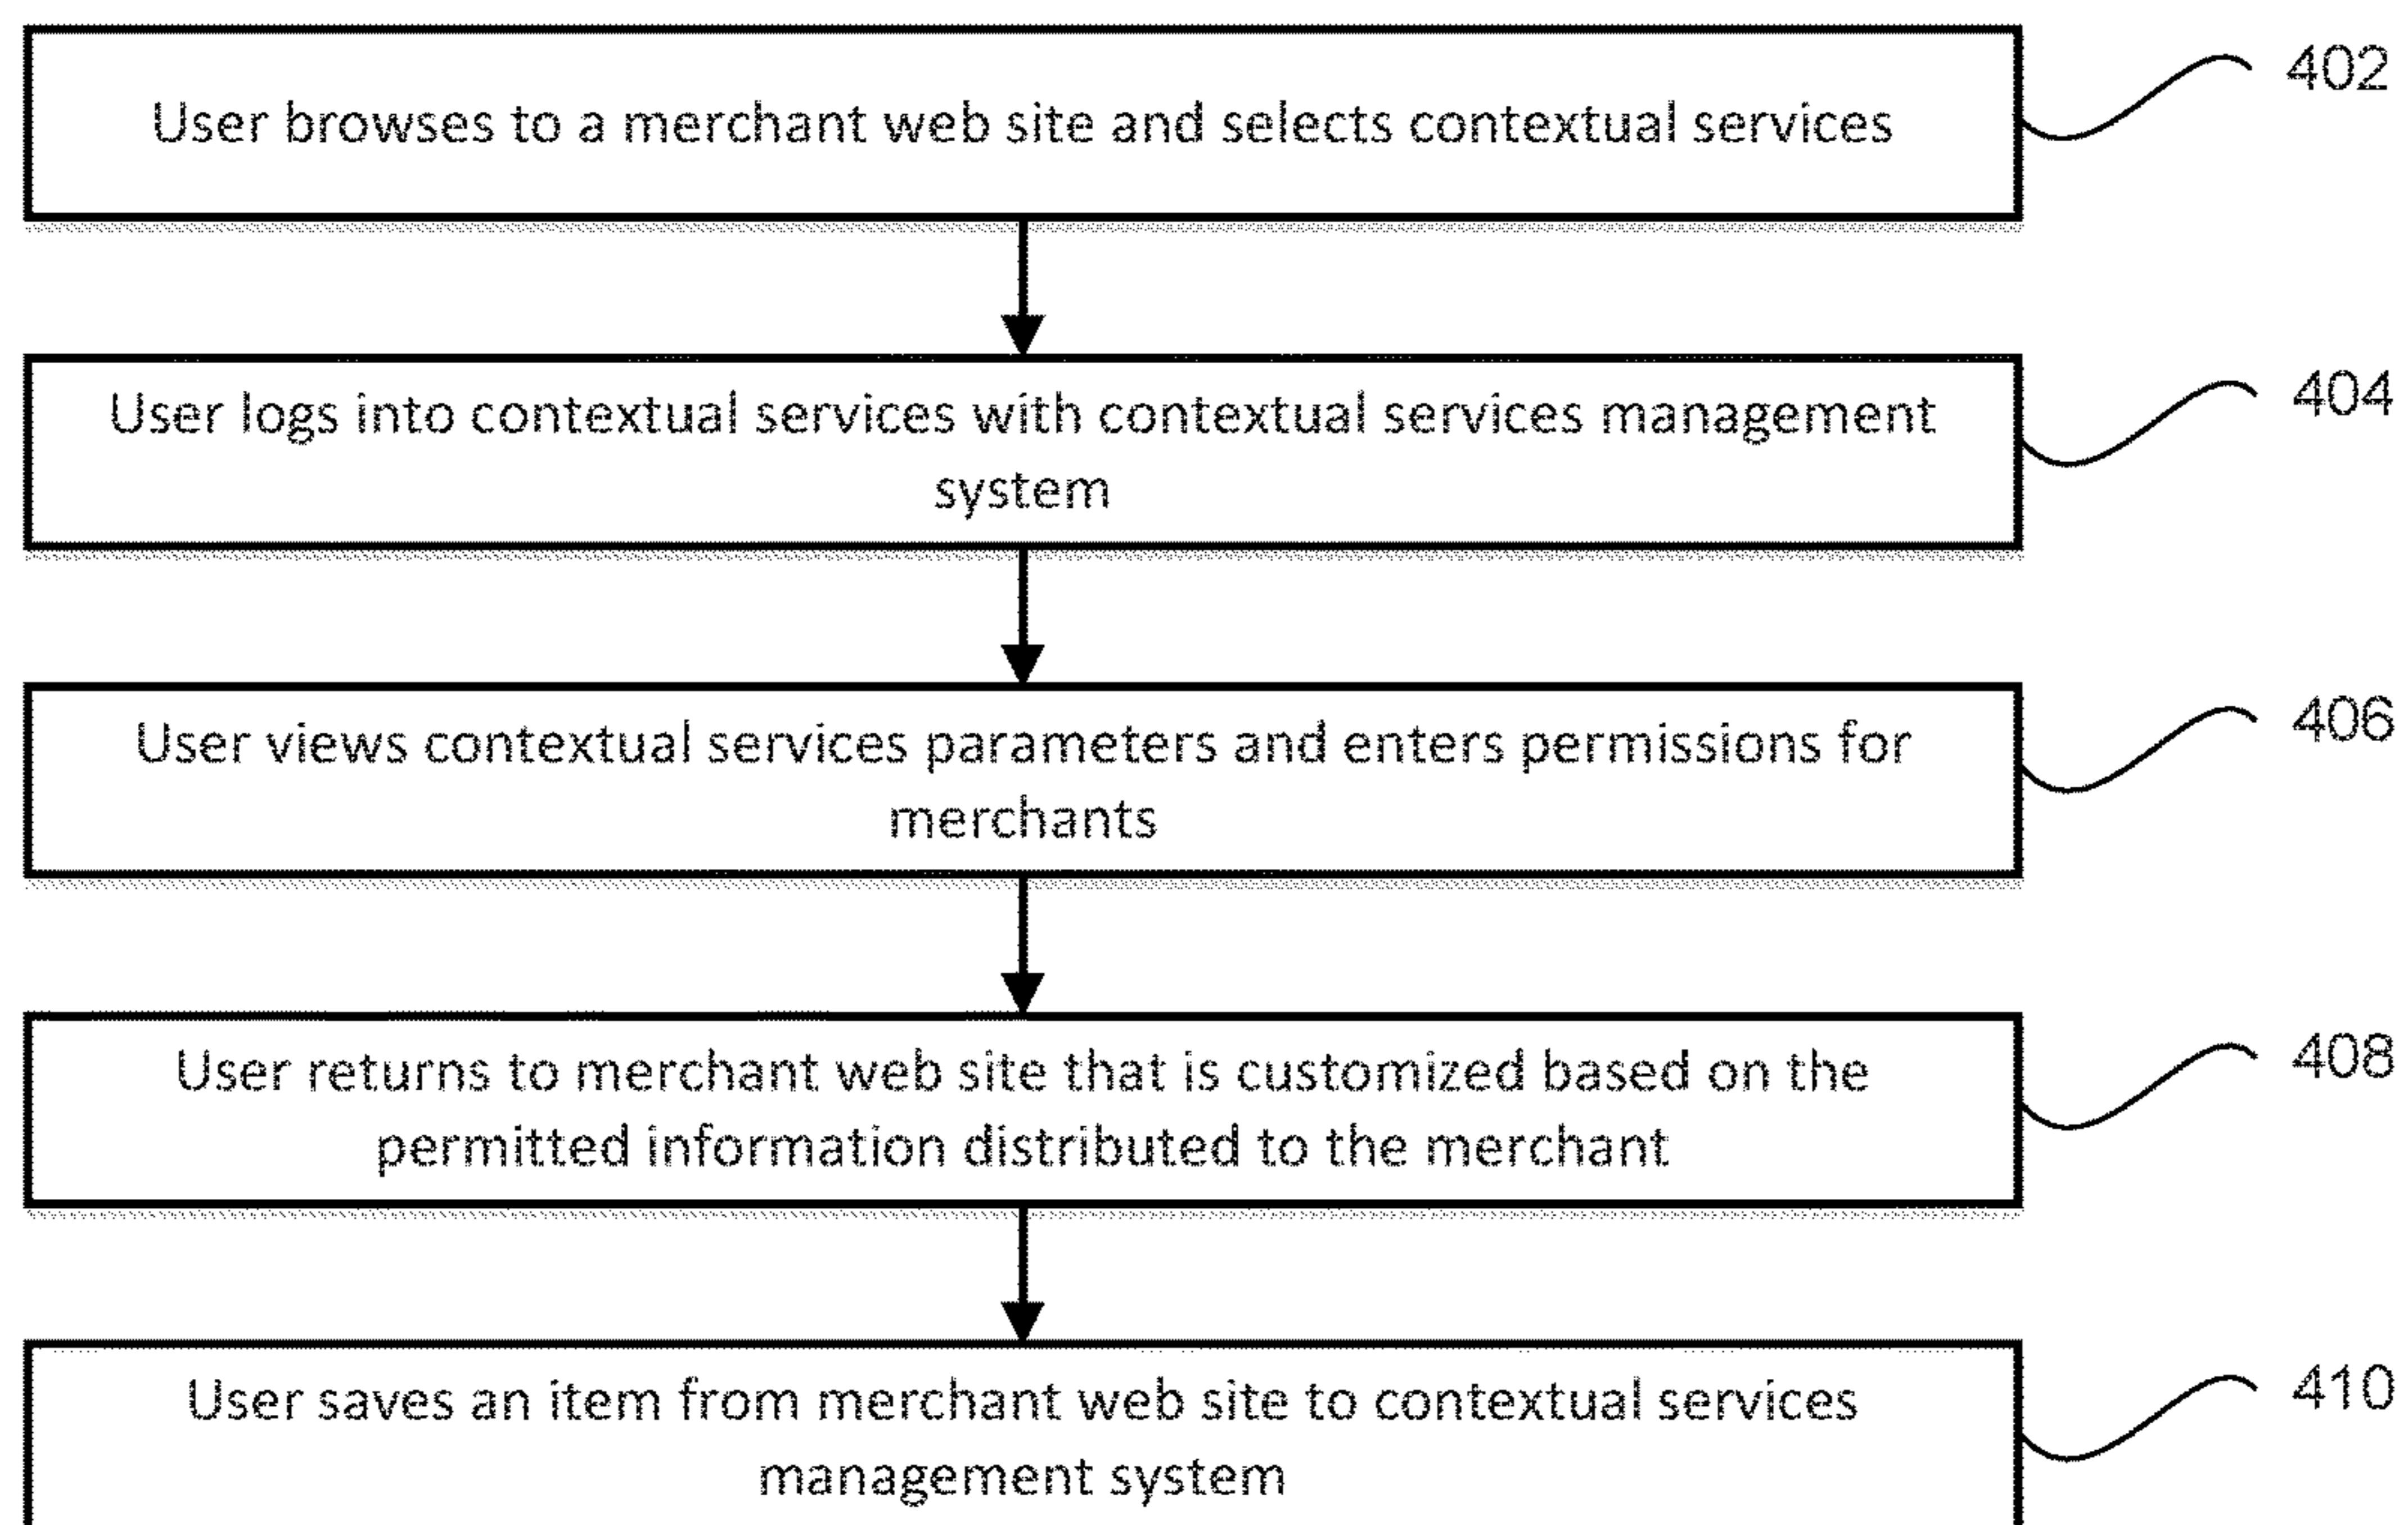 User browses to a merchant web site and selects contextual services
402
User logs into contextual services with contextual services management
system
404
User views contextual services parameters and enters permissions for
merchants
406
User returns to merchant web site that is customized based on the
permitted information distributed to the merchant
408
User saves an item from merchant web site to contextual services
management system
410